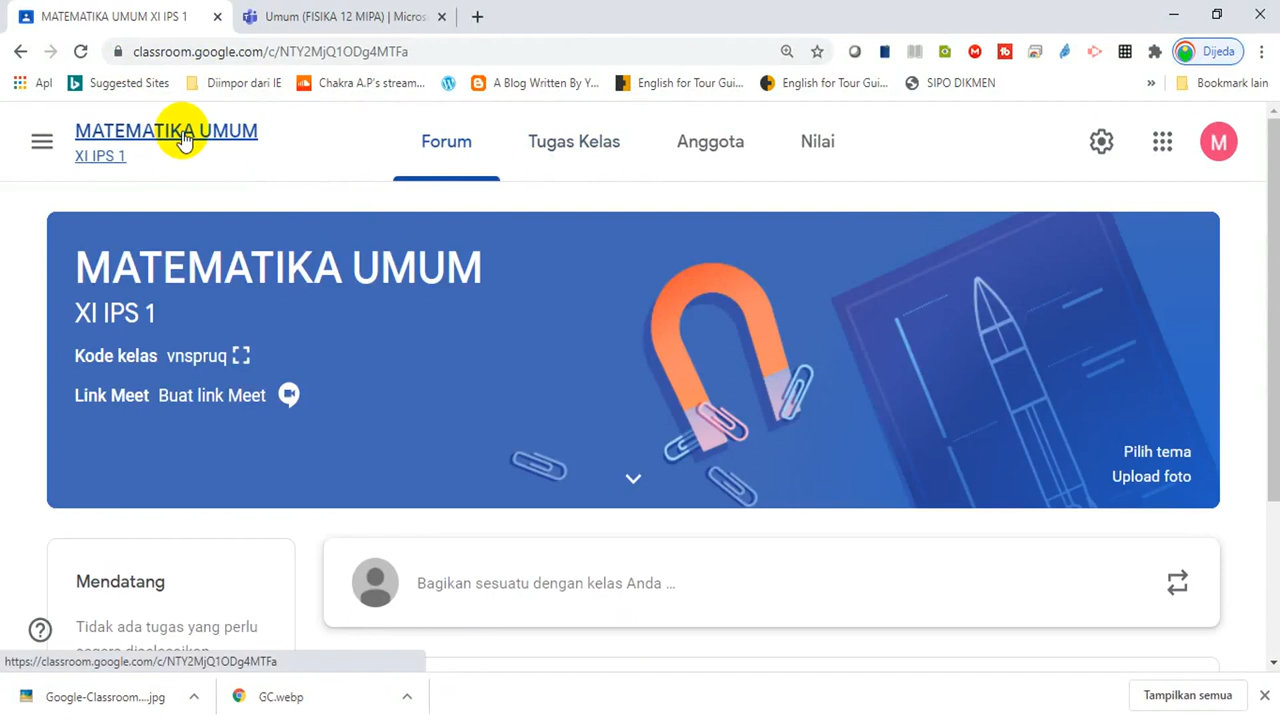 MATEMATIKA UMUM XI IPS 1
Umum (FISIKA 12 MIPA) | Micros
classroom.google.com/c/NTY2MjQ1ODg4MTFa
Dijeda
Apl
Suggested Sites
Diimpor dari IE
Chakra A.P's stream...
A Blog Written By Y...
English for Tour Gui...
English for Tour Gui...
SIPO DIKMEN
»
Bookmark lain
MATEMATIKA UMUM
XI IPS 1
Forum
Tugas Kelas
Anggota
Nilai
M
MATEMATIKA UMUM
XI IPS 1
Kode kelas vnspruq
Link Meet Buat link Meet
Pilih tema
Upload foto
Mendatang
Tidak ada tugas yang perlu
segera diselesaikan
Bagikan sesuatu dengan kelas Anda ...
https://classroom.google.com/c/NTY2MjQ1ODg4MTFa
Google-Classroom....jpg
GC.webp
Tampilkan semua